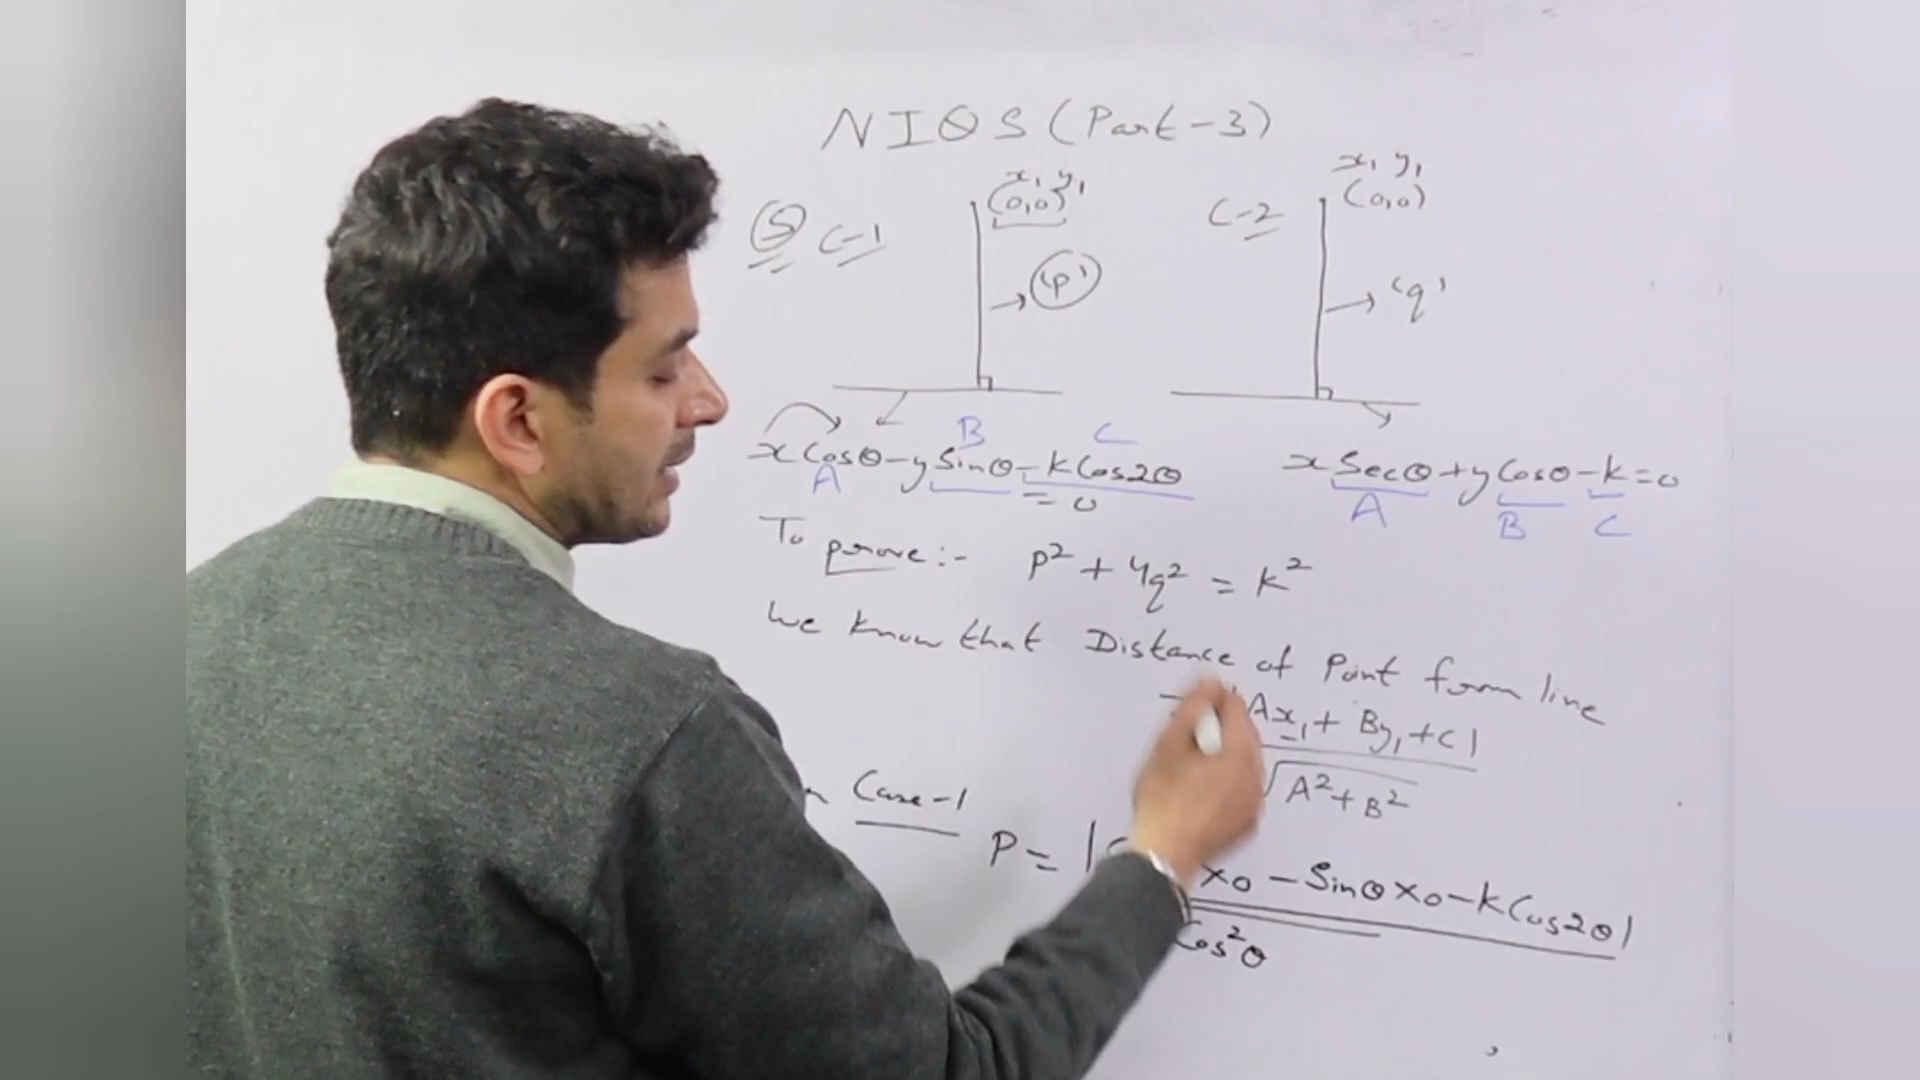 NIOS (Part-3)
x₁ y₁
(0,0)
x₁ y₁
(0,0)
5 C-1
C-2
'p'
'q'
B C
x Cosθ - y Sinθ - k Cos2θ
= 0
A
x Secθ + y Cosθ - k = 0
A B C
To prove :- p² + 4q² = k²
We know that Distance of Point form line
Ax₁ + By₁ + C|
√A² + B²
Case-1
P = | x0 - Sinθ x0 - k Cos2θ|
Cos²θ